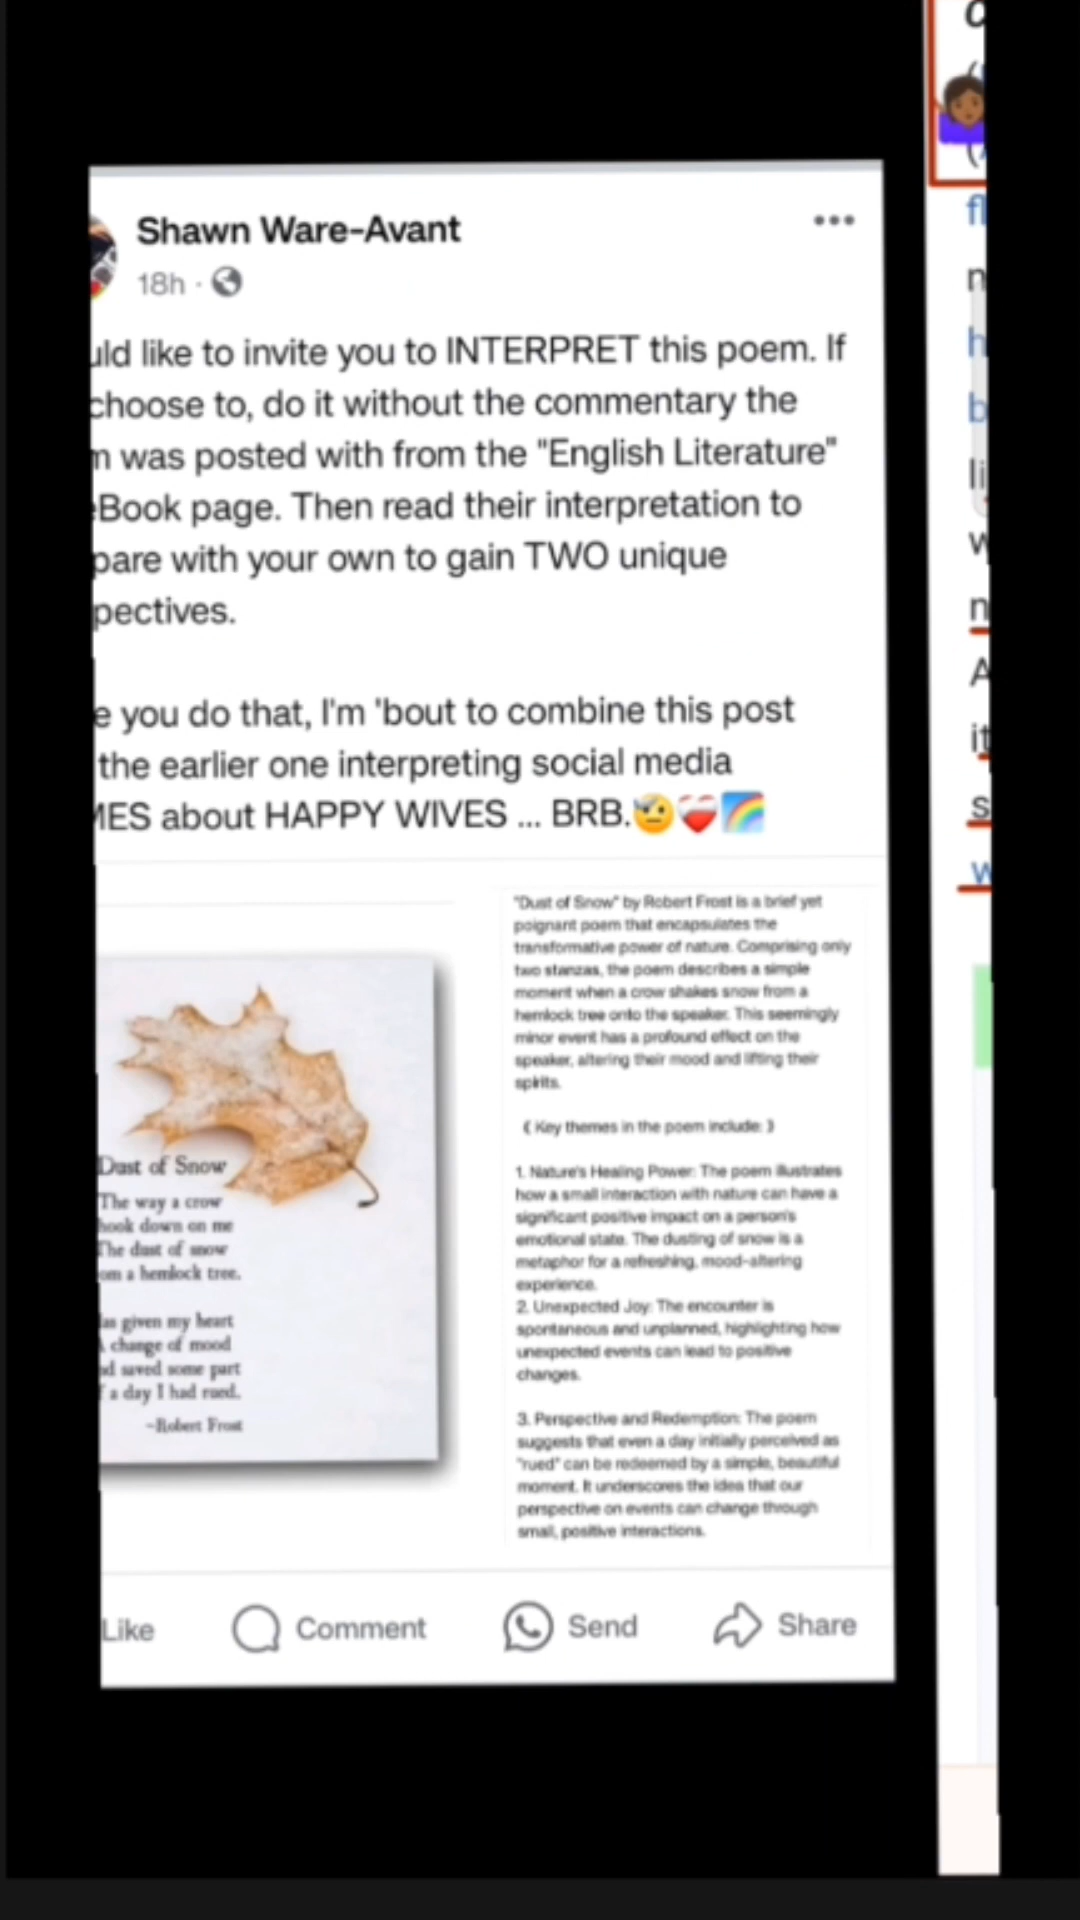 Shawn Ware-Avant
18h ·
uld like to invite you to INTERPRET this poem. If
choose to, do it without the commentary the
m was posted with from the "English Literature"
eBook page. Then read their interpretation to
pare with your own to gain TWO unique
pectives.
e you do that, I'm 'bout to combine this post
the earlier one interpreting social media
MES about HAPPY WIVES ... BRB.🤕❤️‍🩹🌈
Dust of Snow
The way a crow
hook down on me
The dust of snow
om a hemlock tree.
as given my heart
A change of mood
nd saved some part
f a day I had rued.
~Robert Frost
"Dust of Snow" by Robert Frost is a brief yet
poignant poem that encapsulates the
transformative power of nature. Comprising only
two stanzas, the poem describes a simple
moment when a crow shakes snow from a
hemlock tree onto the speaker. This seemingly
minor event has a profound effect on the
speaker, altering their mood and lifting their
spirits.
( Key themes in the poem include: )
1. Nature's Healing Power: The poem illustrates
how a small interaction with nature can have a
significant positive impact on a person's
emotional state. The dusting of snow is a
metaphor for a refreshing, mood-altering
experience.
2. Unexpected Joy: The encounter is
spontaneous and unplanned, highlighting how
unexpected events can lead to positive
changes.
3. Perspective and Redemption: The poem
suggests that even a day initially perceived as
"rued" can be redeemed by a simple, beautiful
moment. It underscores the idea that our
perspective on events can change through
small, positive interactions.
Like Comment Send Share